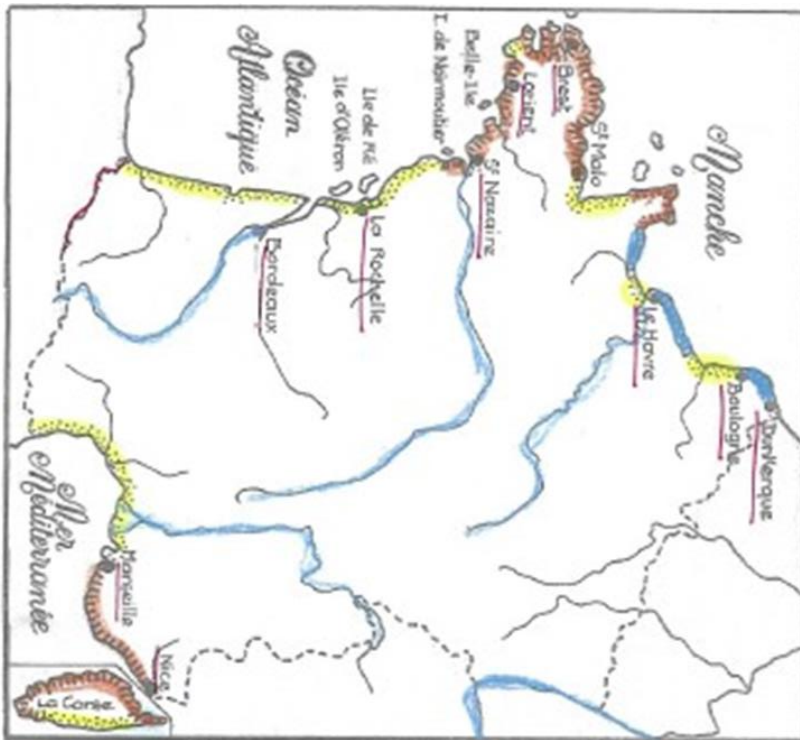 Manche
Dunkerque
Boulogne
Le Havre
St Malo
Brest
Lorient
Belle-Ile
I. de Noirmoutier
St Nazaire
Ile de Ré
Ile d'Oléron
La Rochelle
Océan
Atlantique
Bordeaux
Mer
Méditerranée
Marseille
Nice
La Corse